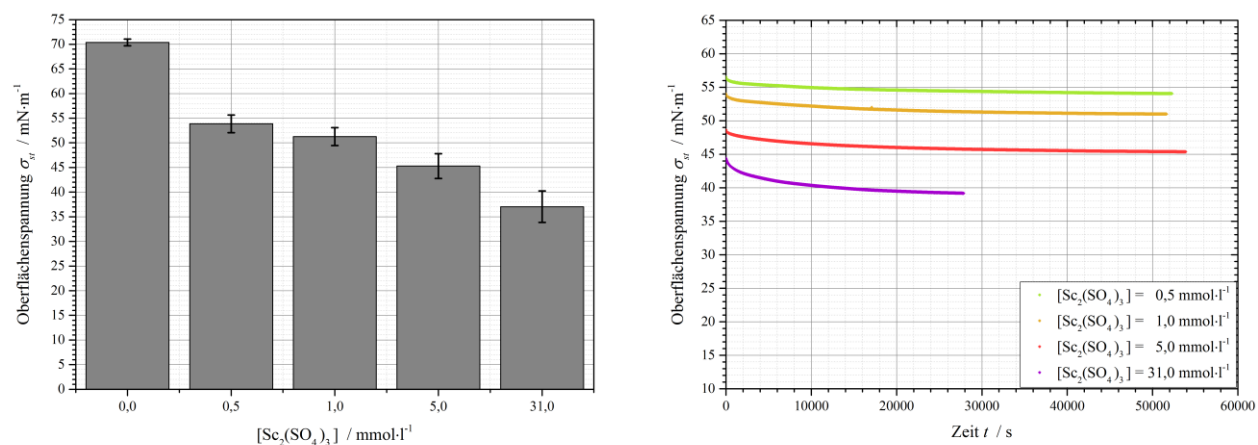 Oberflächenspannung σst / mN·m-1
75
70
65
60
55
50
45
40
35
30
25
20
15
10
5
0
0,0 0,5 1,0 5,0 31,0
[Sc2(SO4)3] / mmol·l-1
Oberflächenspannung σst / mN·m-1
65
60
55
50
45
40
35
30
25
20
15
10
[Sc2(SO4)3] = 0,5 mmol·l-1
[Sc2(SO4)3] = 1,0 mmol·l-1
[Sc2(SO4)3] = 5,0 mmol·l-1
[Sc2(SO4)3] = 31,0 mmol·l-1
0 10000 20000 30000 40000 50000 60000
Zeit t / s